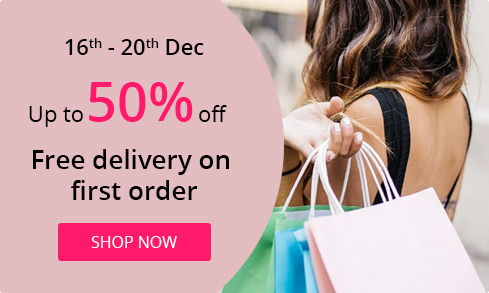 16th - 20th Dec
Up to 50% off
Free delivery on
first order
SHOP NOW